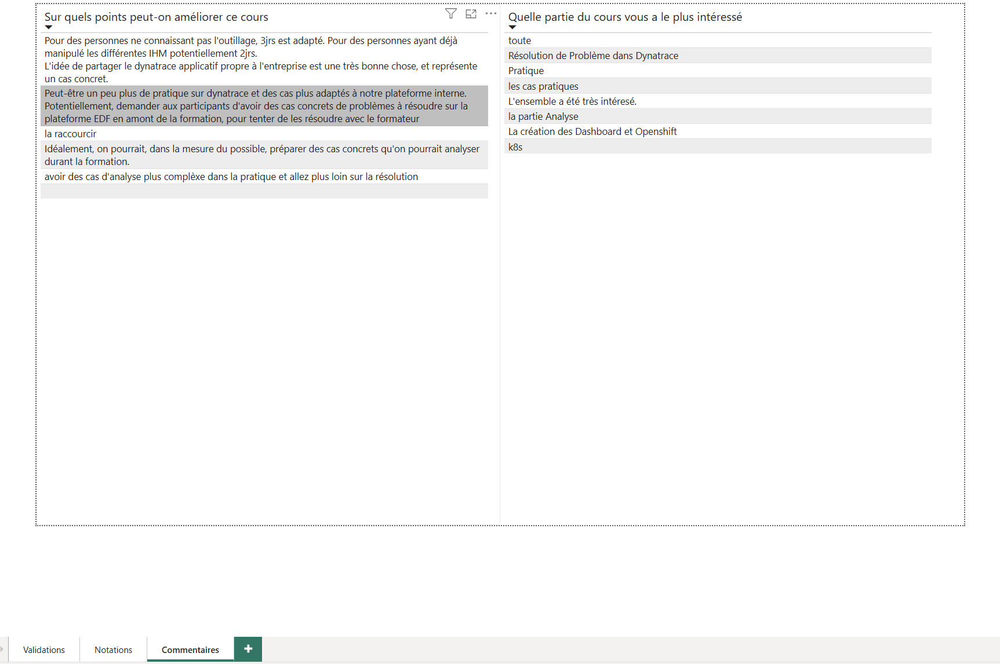 Sur quels points peut-on améliorer ce cours
Pour des personnes ne connaissant pas l'outillage, 3jrs est adapté. Pour des personnes ayant déjà
manipulé les différentes IHM potentiellement 2jrs.
L'idée de partager le dynatrace applicatif propre à l'entreprise est une très bonne chose, et représente
un cas concret.
Peut-être un peu plus de pratique sur dynatrace et des cas plus adaptés à notre plateforme interne.
Potentiellement, demander aux participants d'avoir des cas concrets de problèmes à résoudre sur la
plateforme EDF en amont de la formation, pour tenter de les résoudre avec le formateur
la raccourcir
Idéalement, on pourrait, dans la mesure du possible, préparer des cas concrets qu'on pourrait analyser
durant la formation.
avoir des cas d'analyse plus complèxe dans la pratique et allez plus loin sur la résolution
Quelle partie du cours vous a le plus intéressé
toute
Résolution de Problème dans Dynatrace
Pratique
les cas pratiques
L'ensemble a été très intéresé.
la partie Analyse
La création des Dashboard et Openshift
k8s
Validations
Notations
Commentaires